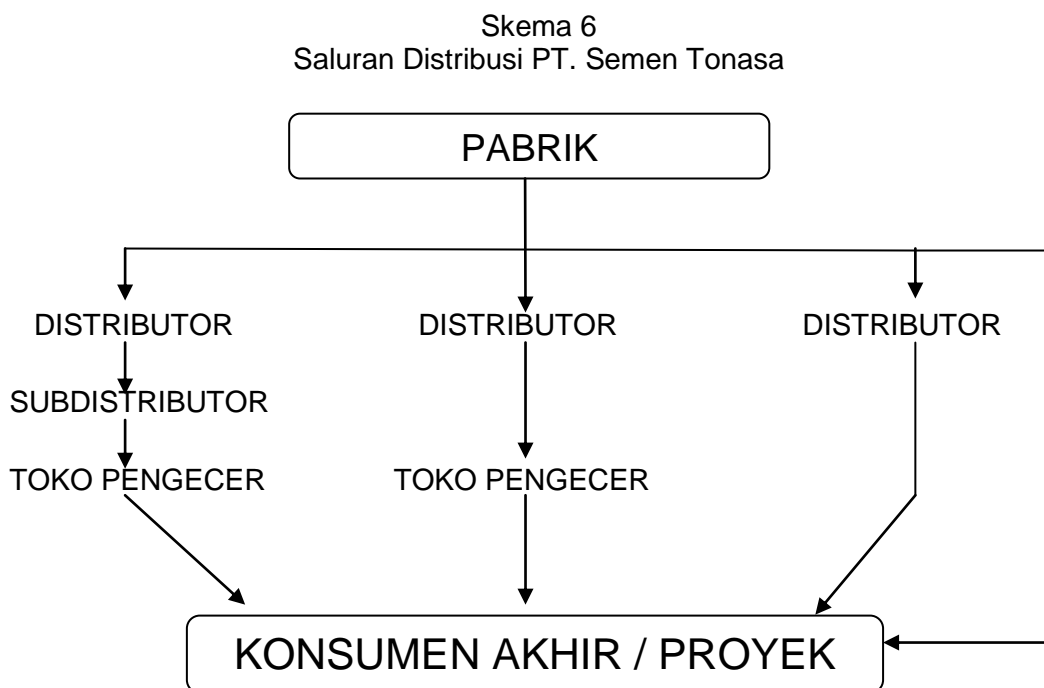 Skema 6
Saluran Distribusi PT. Semen Tonasa
PABRIK
DISTRIBUTOR
DISTRIBUTOR
DISTRIBUTOR
SUBDISTRIBUTOR
TOKO PENGECER
TOKO PENGECER
KONSUMEN AKHIR / PROYEK